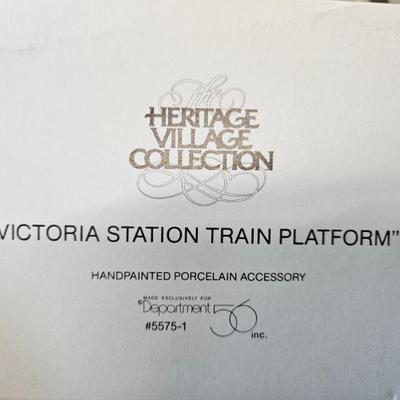 The
HERITAGE
VILLAGE
COLLECTION
VICTORIA STATION TRAIN PLATFORM"
HANDPAINTED PORCELAIN ACCESSORY
MADE EXCLUSIVELY FOR
©Department 56 inc.
#5575-1